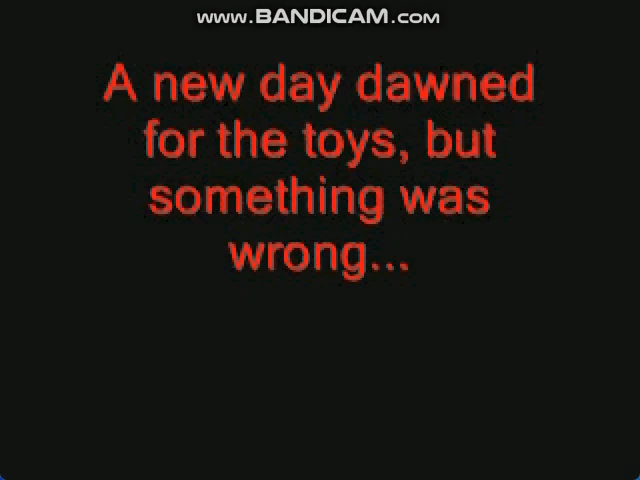 www.BANDICAM.com
A new day dawned
for the toys, but
something was
wrong...